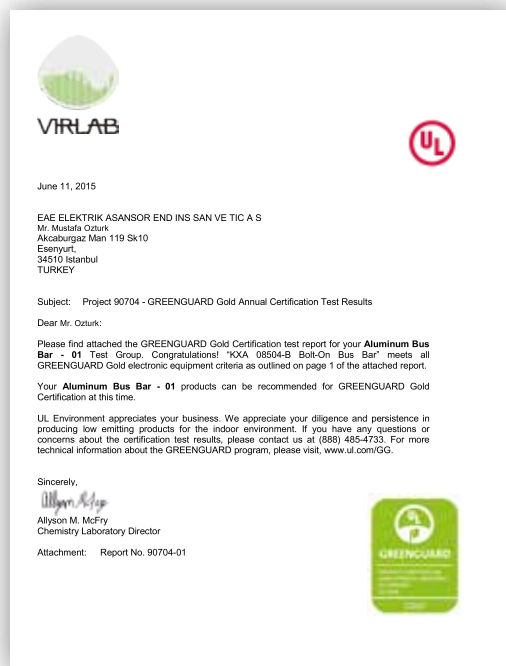 VIRLAB
UL
June 11, 2015
EAE ELEKTRIK ASANSOR END INS SAN VE TIC A S
Mr. Mustafa Ozturk
Akcaburgaz Man 119 Sk10
Esenyurt,
34510 Istanbul
TURKEY
Subject: Project 90704 - GREENGUARD Gold Annual Certification Test Results
Dear Mr. Ozturk:
Please find attached the GREENGUARD Gold Certification test report for your Aluminum Bus
Bar - 01 Test Group. Congratulations! "KXA 08504-B Bolt-On Bus Bar" meets all
GREENGUARD Gold electronic equipment criteria as outlined on page 1 of the attached report.
Your Aluminum Bus Bar - 01 products can be recommended for GREENGUARD Gold
Certification at this time.
UL Environment appreciates your business. We appreciate your diligence and persistence in
producing low emitting products for the indoor environment. If you have any questions or
concerns about the certification test results, please contact us at (888) 485-4733. For more
technical information about the GREENGUARD program, please visit, www.ul.com/GG.
Sincerely,
Allyson M. McFry
Chemistry Laboratory Director
Attachment: Report No. 90704-01
UL
GREENGUARD